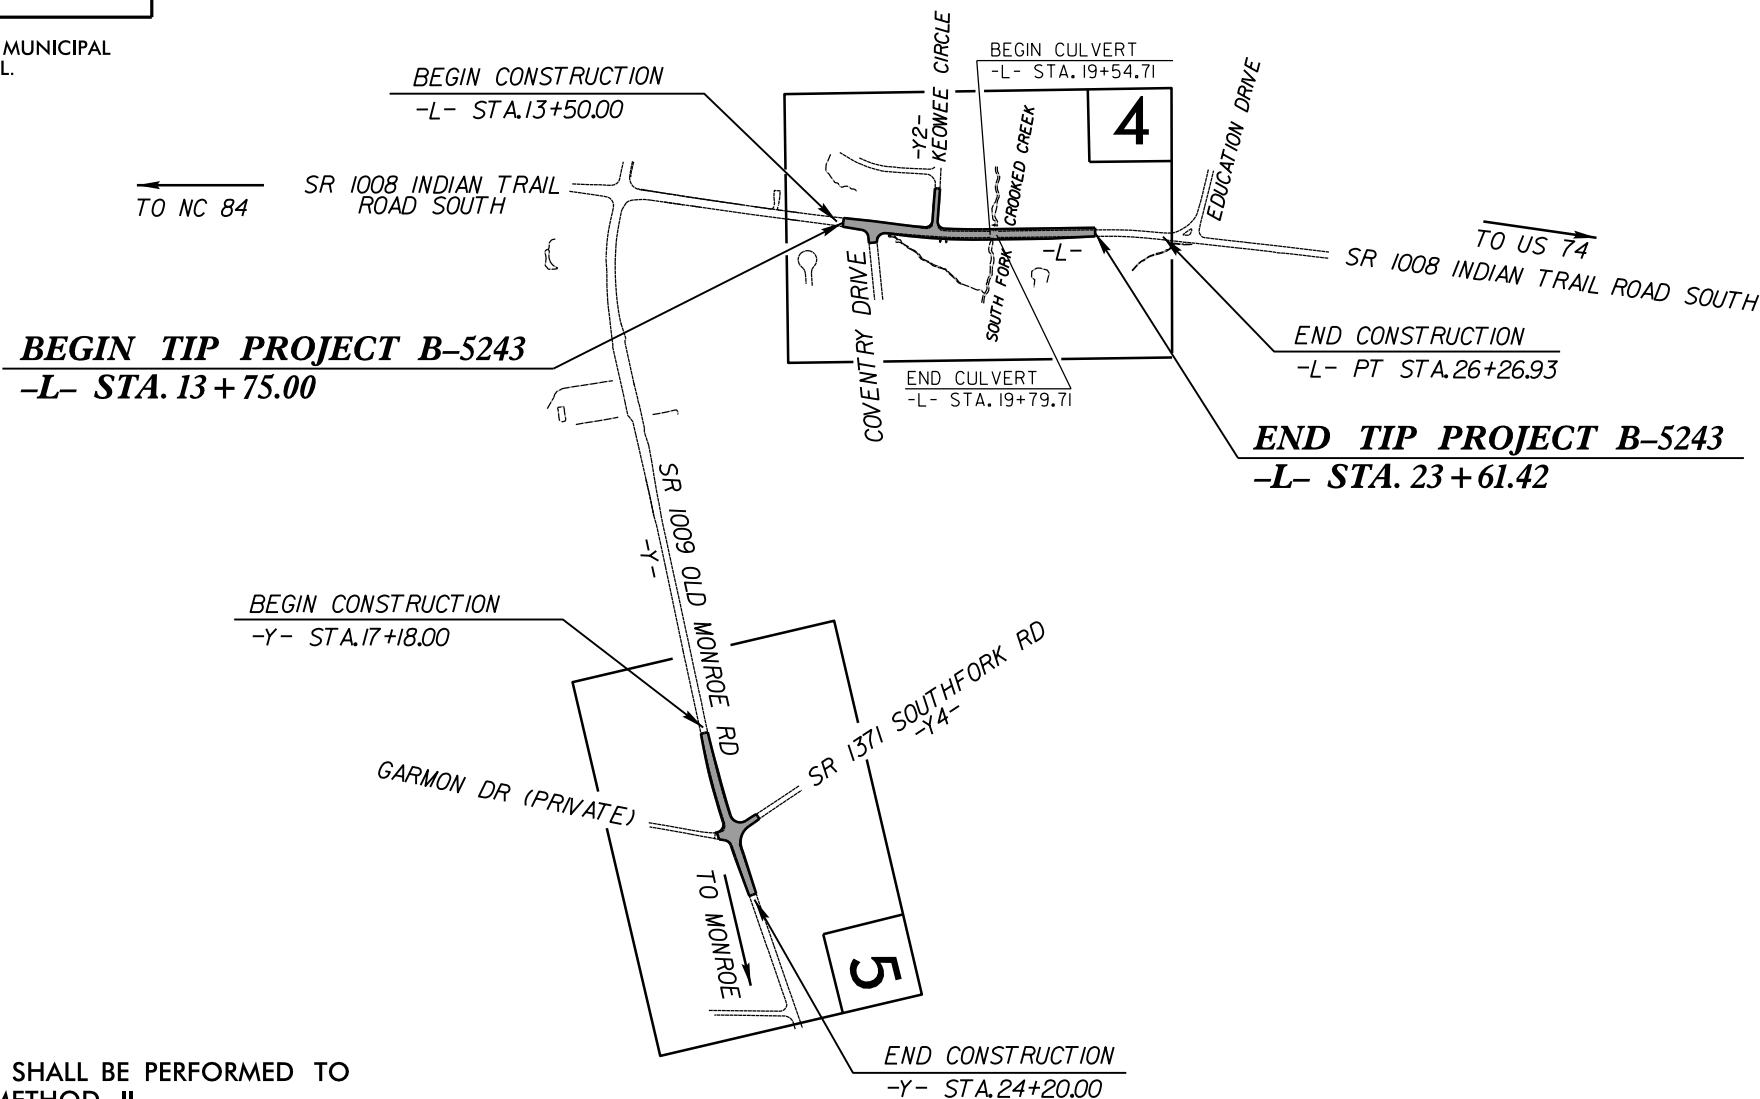 MUNICIPAL
L.
BEGIN CONSTRUCTION
-L- STA.13+50.00
-Y2-
KEOWEE CIRCLE
BEGIN CULVERT
-L- STA.19+54.71
4
CROOKED CREEK
EDUCATION DRIVE
TO NC 84
SR 1008 INDIAN TRAIL
ROAD SOUTH
TO US 74
SR 1008 INDIAN TRAIL ROAD SOUTH
-L-
SOUTH FORK
COVENTRY DRIVE
BEGIN TIP PROJECT B-5243
-L- STA. 13+75.00
END CONSTRUCTION
-L- PT STA.26+26.93
END CULVERT
-L- STA.19+79.71
END TIP PROJECT B-5243
-L- STA. 23+61.42
SR 1009 OLD MONROE RD
-Y-
BEGIN CONSTRUCTION
-Y- STA.17+18.00
SR 1371 SOUTHFORK RD
-Y4-
GARMON DR (PRIVATE)
TO MONROE
5
END CONSTRUCTION
-Y- STA.24+20.00
SHALL BE PERFORMED TO
METHOD II